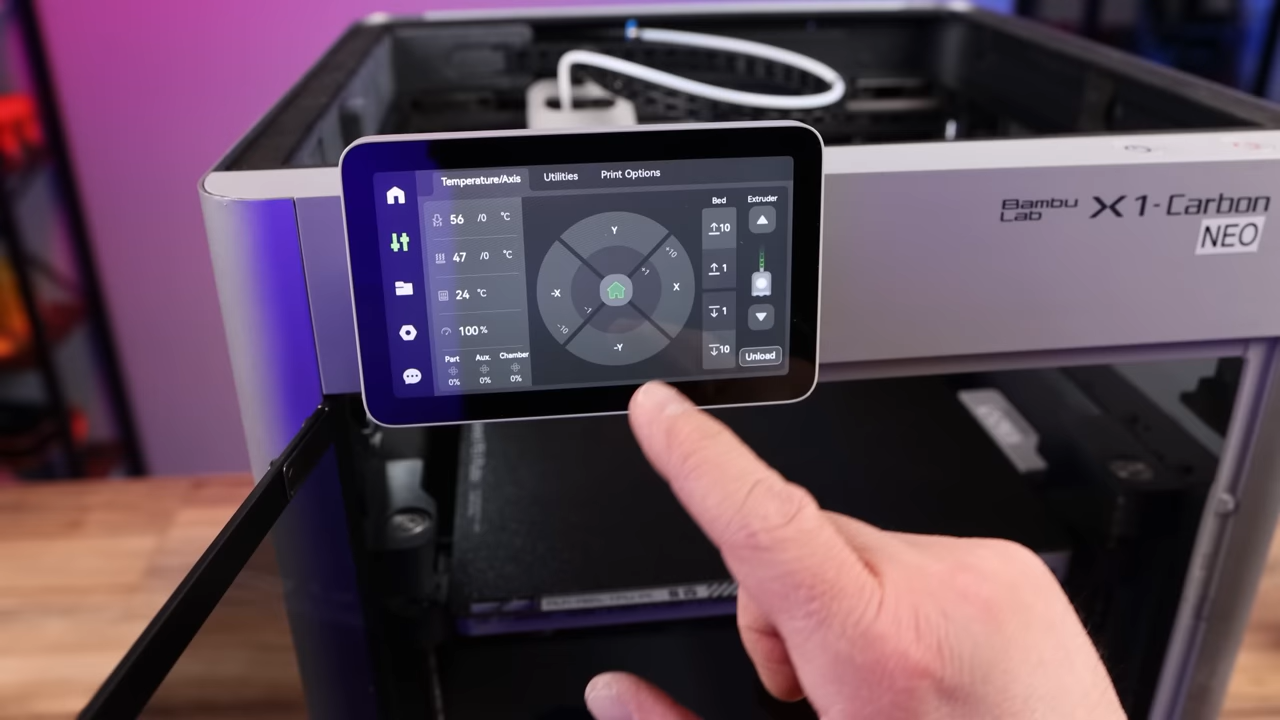 Bambu
Lab
X1-Carbon
NEO
Temperature/Axis Utilities Print Options
56 /0 °C
47 /0 °C
24 °C
100%
Part Aux. Chamber
0% 0% 0%
Y
+10
+1
-X X
-1
-10
-Y
Bed
10
1
1
10
Extruder
Unload